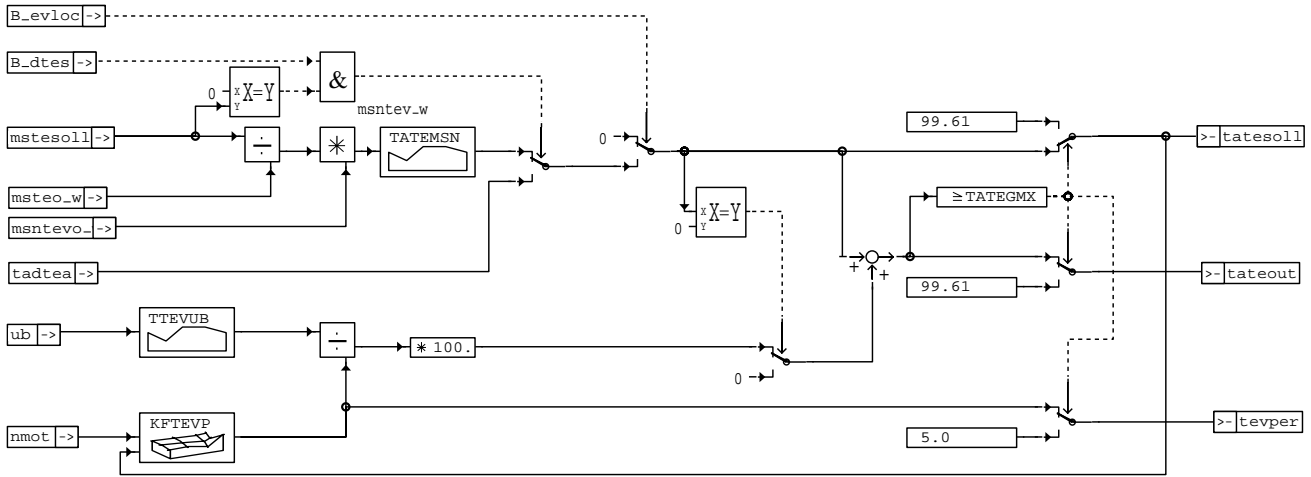 B_evloc ->
B_dtes ->
0 x y X=Y
&
msntev_w
mstesoll ->
÷
*
TATEMSN
0
99.61
>- tatesoll
msteo_w ->
msntevo_ ->
x y X=Y
0
≥TATEGMX
tadtea ->
+
+
99.61
>- tateout
ub ->
TTEVUB
÷
* 100.
0
nmot ->
KFTEVP
5.0
>- tevper